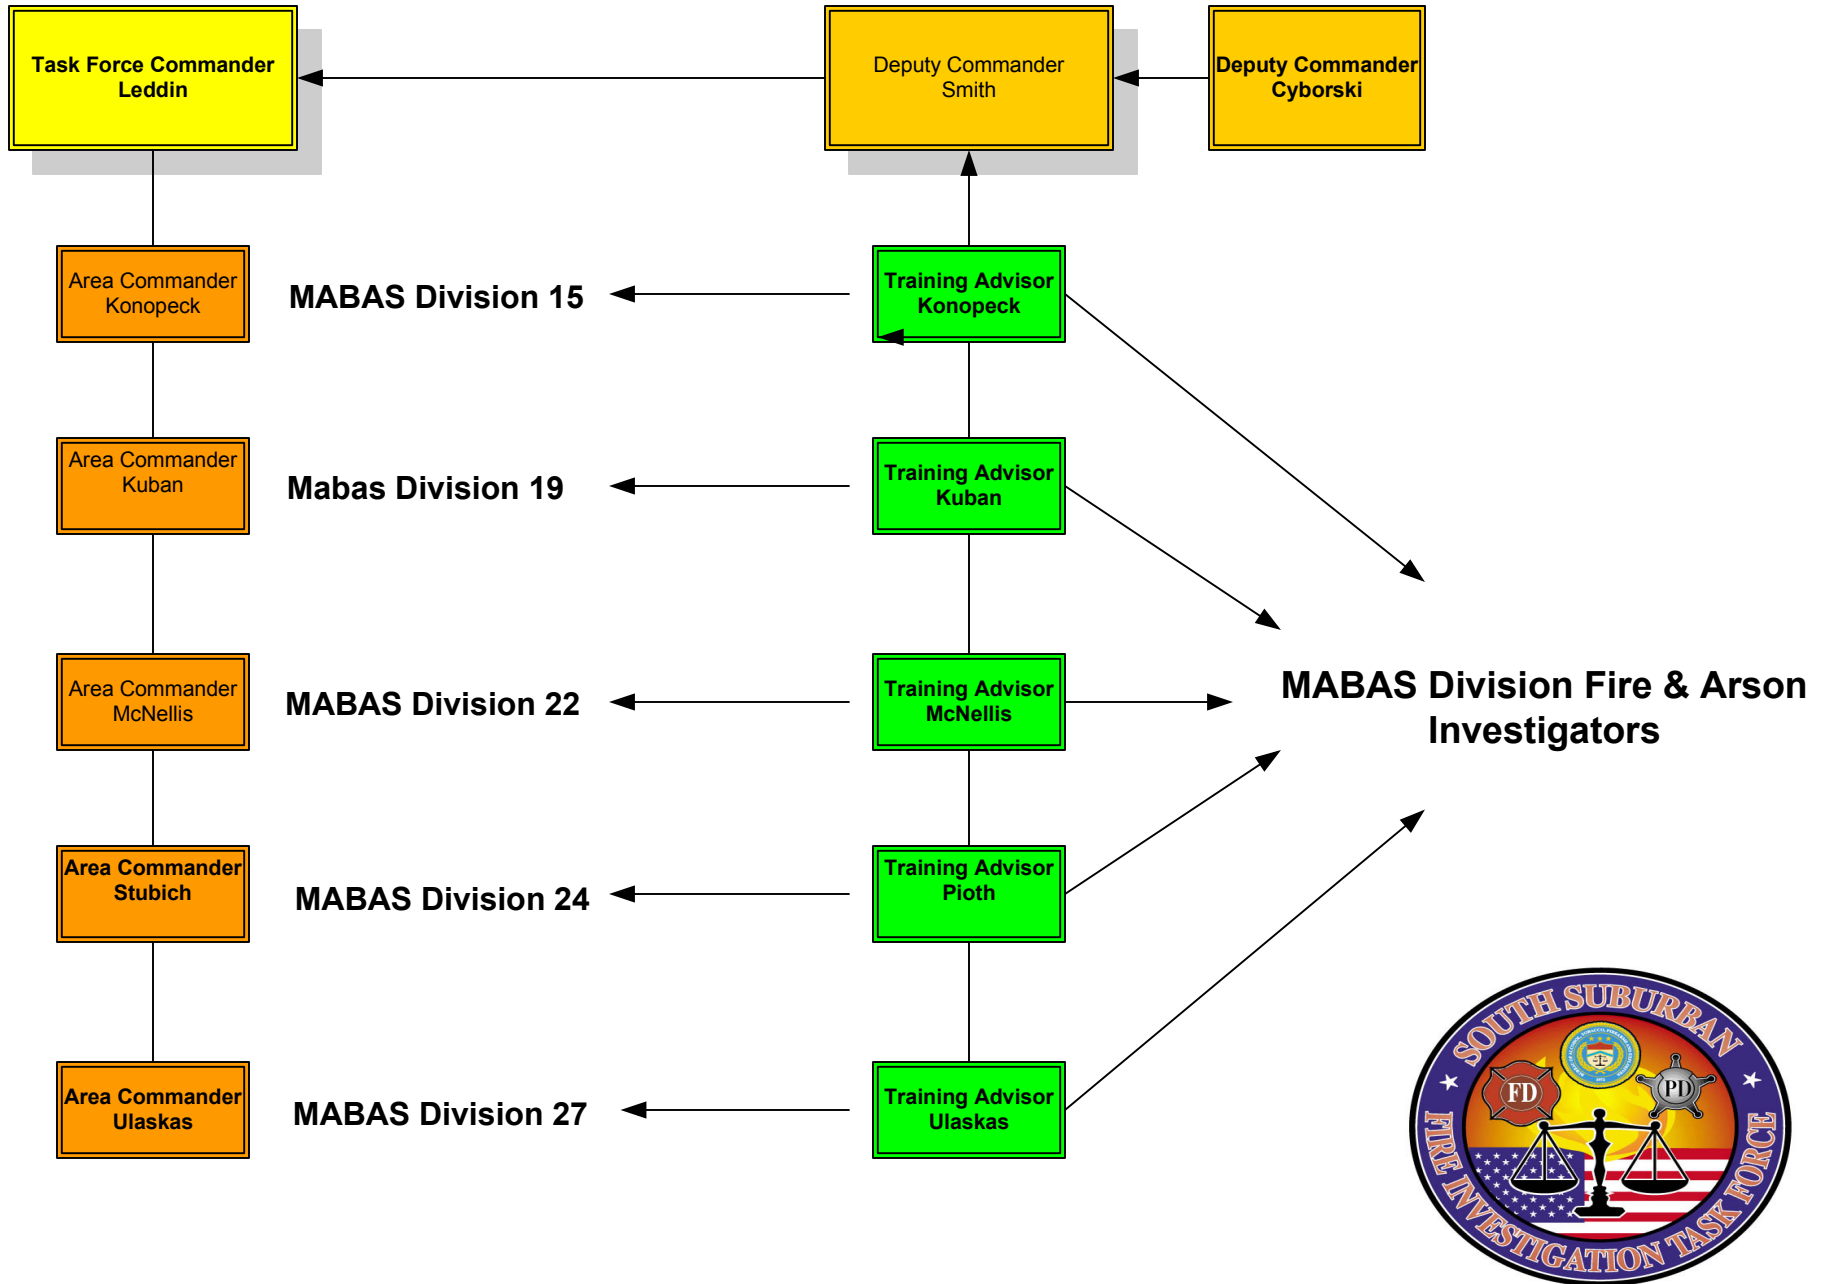 Task Force Commander
Leddin
Deputy Commander
Smith
Deputy Commander
Cyborski
Area Commander
Konopeck
MABAS Division 15
Training Advisor
Konopeck
Area Commander
Kuban
Mabas Division 19
Training Advisor
Kuban
Area Commander
McNellis
MABAS Division 22
Training Advisor
McNellis
MABAS Division Fire & Arson
Investigators
Area Commander
Stubich
MABAS Division 24
Training Advisor
Pioth
Area Commander
Ulaskas
MABAS Division 27
Training Advisor
Ulaskas
SOUTH SUBURBAN
FD
PD
FIRE INVESTIGATION TASK FORCE